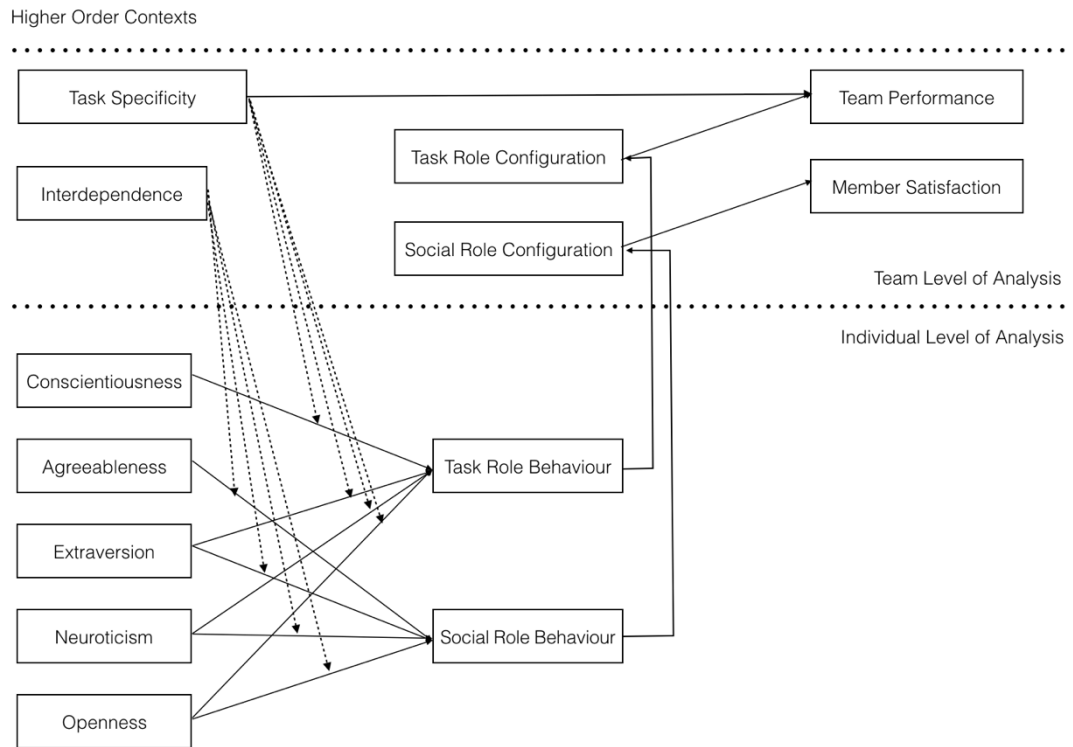 Higher Order Contexts
Task Specificity
Team Performance
Task Role Configuration
Interdependence
Member Satisfaction
Social Role Configuration
Team Level of Analysis
Individual Level of Analysis
Conscientiousness
Agreeableness
Task Role Behaviour
Extraversion
Neuroticism
Social Role Behaviour
Openness